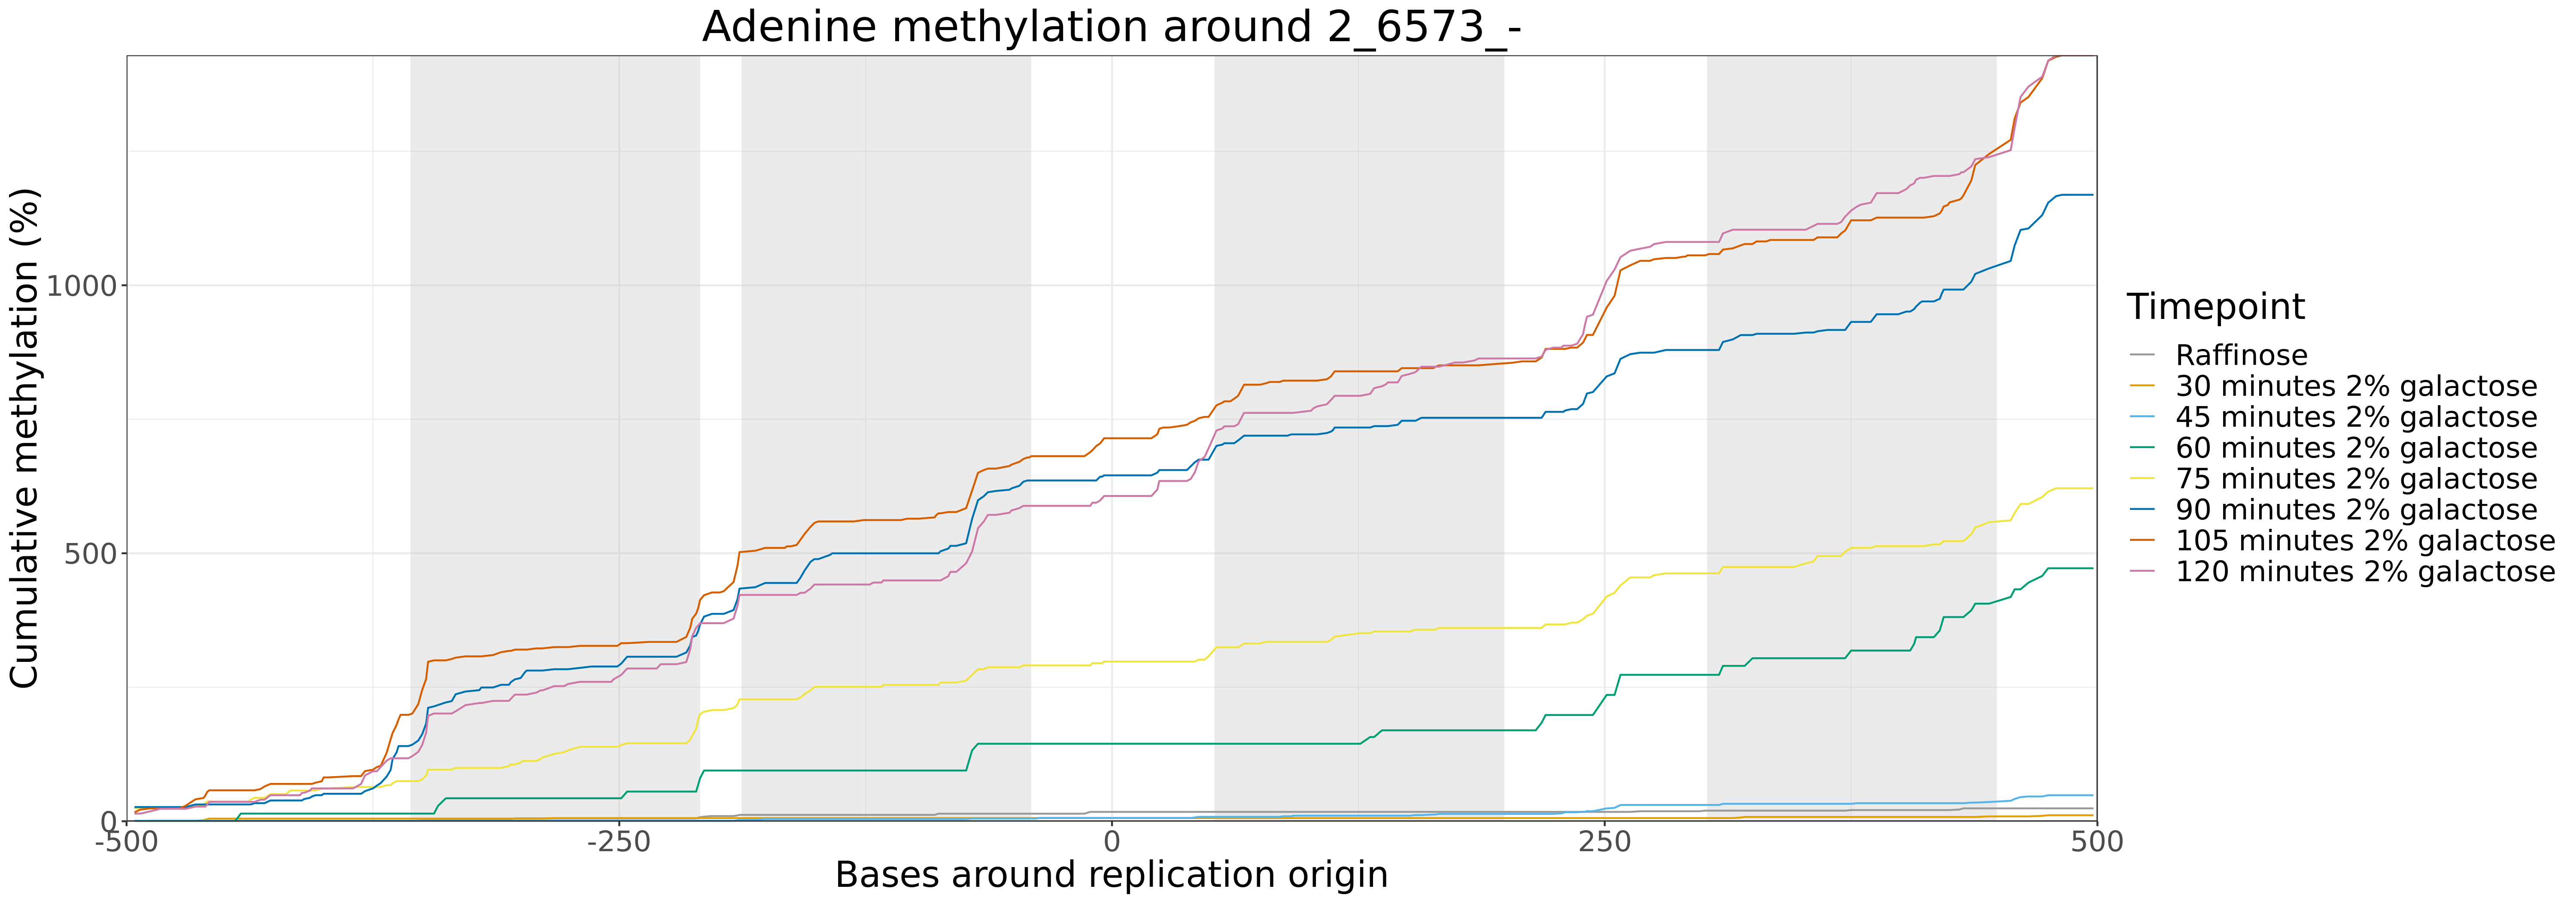 Adenine methylation around 2_6573_-
Cumulative methylation (%)
1000
500
0
-500
-250
0
250
500
Bases around replication origin
Timepoint
Raffinose
30 minutes 2% galactose
45 minutes 2% galactose
60 minutes 2% galactose
75 minutes 2% galactose
90 minutes 2% galactose
105 minutes 2% galactose
120 minutes 2% galactose